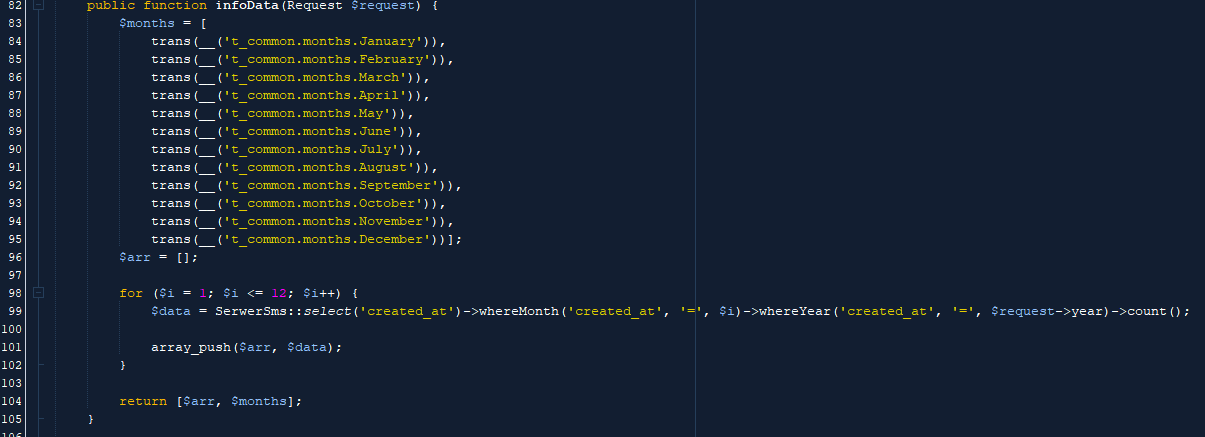 82 public function infoData(Request $request) {
83 $months = [
84 trans(__('t_common.months.January')),
85 trans(__('t_common.months.February')),
86 trans(__('t_common.months.March')),
87 trans(__('t_common.months.April')),
88 trans(__('t_common.months.May')),
89 trans(__('t_common.months.June')),
90 trans(__('t_common.months.July')),
91 trans(__('t_common.months.August')),
92 trans(__('t_common.months.September')),
93 trans(__('t_common.months.October')),
94 trans(__('t_common.months.November')),
95 trans(__('t_common.months.December'))];
96 $arr = [];
97
98 for ($i = 1; $i <= 12; $i++) {
99 $data = SerwerSms::select('created_at')->whereMonth('created_at', '=', $i)->whereYear('created_at', '=', $request->year)->count();
100
101 array_push($arr, $data);
102 }
103
104 return [$arr, $months];
105 }
106